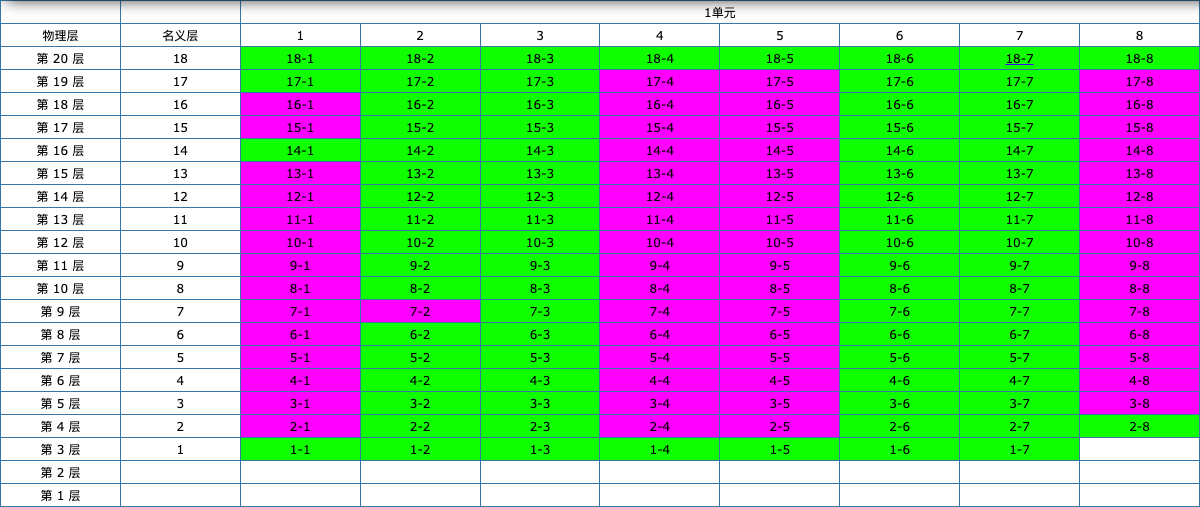 1单元
物理层 名义层 1 2 3 4 5 6 7 8
第 20 层 18 18-1 18-2 18-3 18-4 18-5 18-6 18-7 18-8
第 19 层 17 17-1 17-2 17-3 17-4 17-5 17-6 17-7 17-8
第 18 层 16 16-1 16-2 16-3 16-4 16-5 16-6 16-7 16-8
第 17 层 15 15-1 15-2 15-3 15-4 15-5 15-6 15-7 15-8
第 16 层 14 14-1 14-2 14-3 14-4 14-5 14-6 14-7 14-8
第 15 层 13 13-1 13-2 13-3 13-4 13-5 13-6 13-7 13-8
第 14 层 12 12-1 12-2 12-3 12-4 12-5 12-6 12-7 12-8
第 13 层 11 11-1 11-2 11-3 11-4 11-5 11-6 11-7 11-8
第 12 层 10 10-1 10-2 10-3 10-4 10-5 10-6 10-7 10-8
第 11 层 9 9-1 9-2 9-3 9-4 9-5 9-6 9-7 9-8
第 10 层 8 8-1 8-2 8-3 8-4 8-5 8-6 8-7 8-8
第 9 层 7 7-1 7-2 7-3 7-4 7-5 7-6 7-7 7-8
第 8 层 6 6-1 6-2 6-3 6-4 6-5 6-6 6-7 6-8
第 7 层 5 5-1 5-2 5-3 5-4 5-5 5-6 5-7 5-8
第 6 层 4 4-1 4-2 4-3 4-4 4-5 4-6 4-7 4-8
第 5 层 3 3-1 3-2 3-3 3-4 3-5 3-6 3-7 3-8
第 4 层 2 2-1 2-2 2-3 2-4 2-5 2-6 2-7 2-8
第 3 层 1 1-1 1-2 1-3 1-4 1-5 1-6 1-7
第 2 层
第 1 层